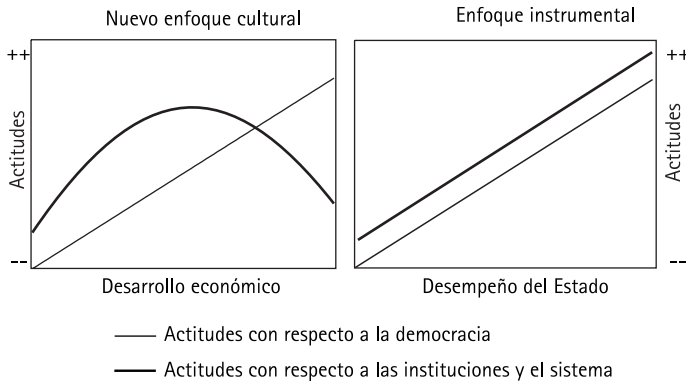 Nuevo enfoque cultural
Enfoque instrumental
++
Actitudes
--
++
Actitudes
--
Desarrollo económico
Desempeño del Estado
Actitudes con respecto a la democracia
Actitudes con respecto a las instituciones y el sistema